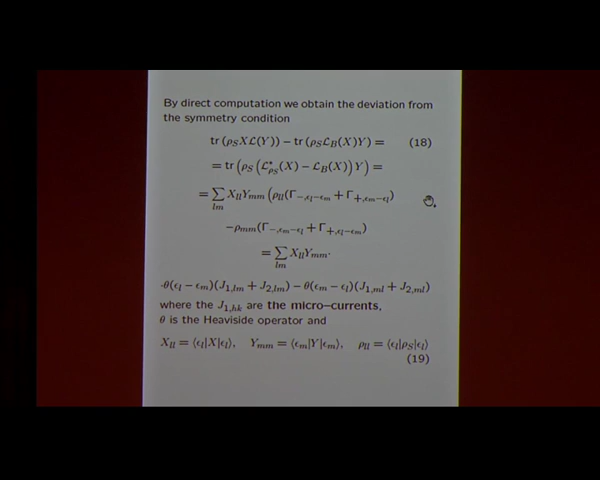 By direct computation we obtain the deviation from
the symmetry condition
tr (ρ_S X𝓛(Y)) − tr (ρ_S 𝓛_B(X)Y) = (18)
= tr (ρ_S (𝓛*_{ρ_S}(X) − 𝓛_B(X)) Y) =
= ∑_{lm} X_{ll}Y_{mm} (ρ_{ll}(Γ_{−,ϵ_l−ϵ_m} + Γ_{+,ϵ_m−ϵ_l})
−ρ_{mm}(Γ_{−,ϵ_m−ϵ_l} + Γ_{+,ϵ_l−ϵ_m})
= ∑_{lm} X_{ll}Y_{mm}·
·θ(ϵ_l − ϵ_m)(J_{1,lm} + J_{2,lm}) − θ(ϵ_m − ϵ_l)(J_{1,ml} + J_{2,ml})
where the J_{1,hk} are the micro−currents,
θ is the Heaviside operator and
X_{ll} = ⟨ϵ_l|X|ϵ_l⟩, Y_{mm} = ⟨ϵ_m|Y|ϵ_m⟩, ρ_{ll} = ⟨ϵ_l|ρ_S|ϵ_l⟩
(19)